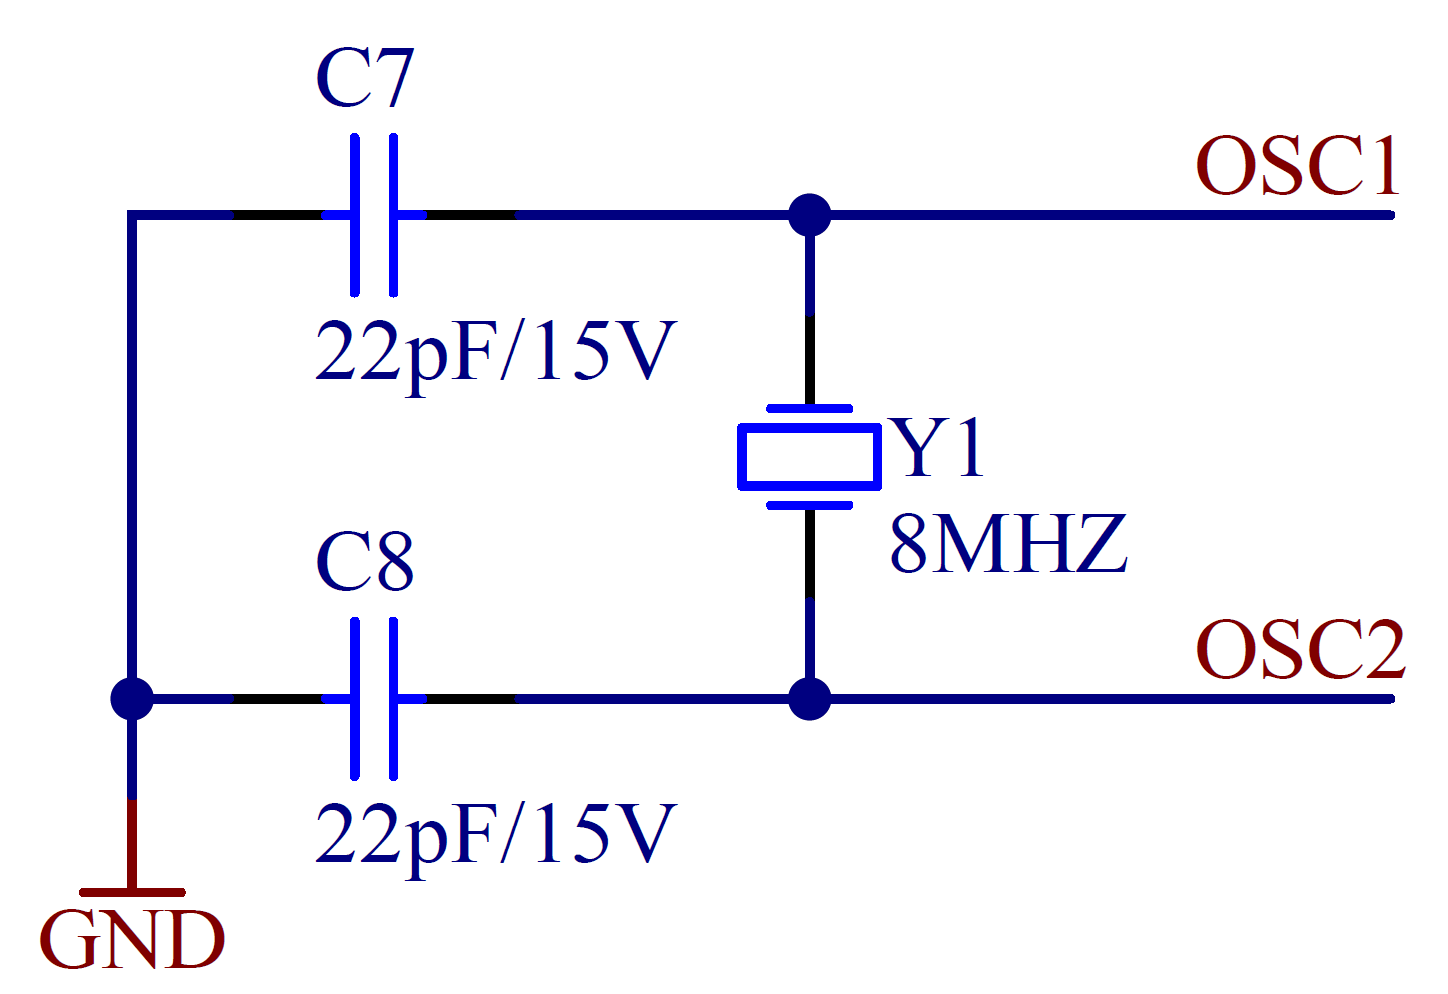 C7
OSC1
22pF/15V
Y1
8MHZ
C8
OSC2
22pF/15V
GND